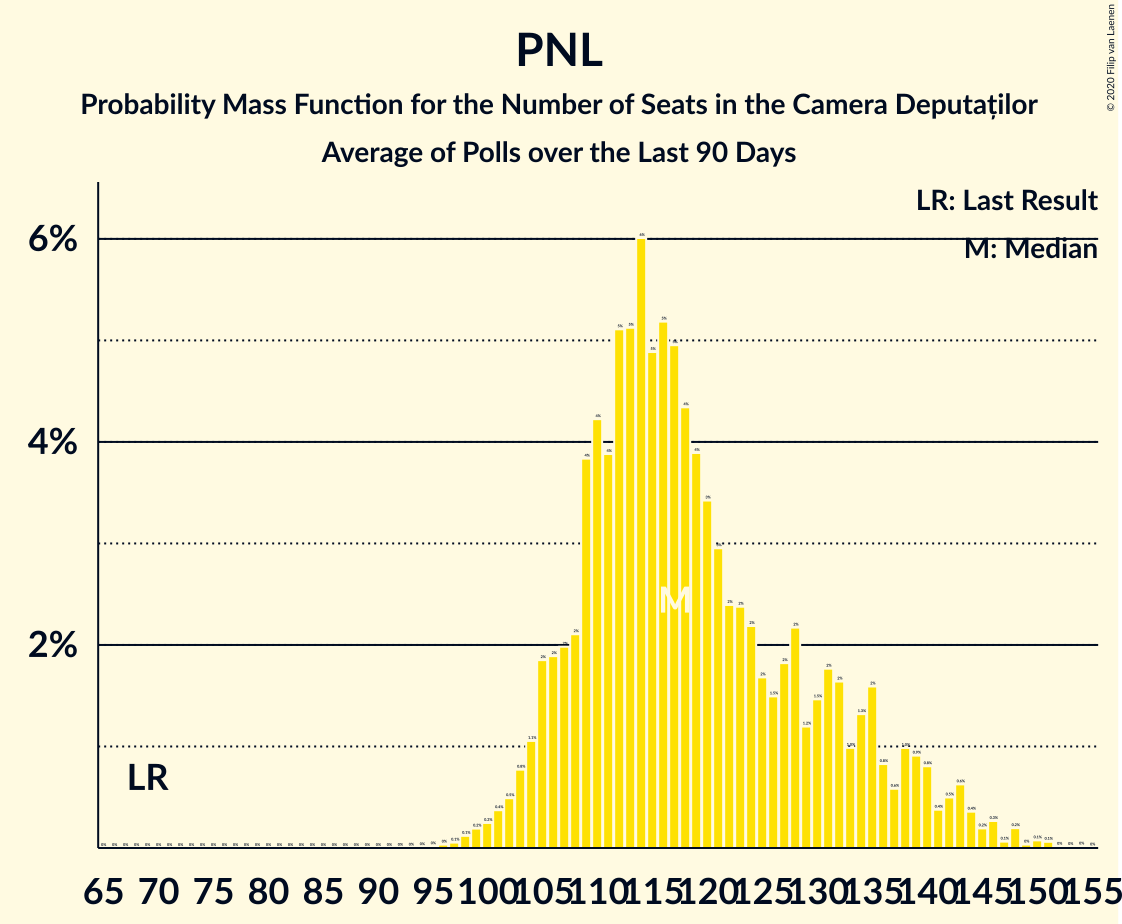 PNL
Probability Mass Function for the Number of Seats in the Camera Deputaților
Average of Polls over the Last 90 Days
© 2020 Filip van Laenen
LR: Last Result
M: Median
6%
4%
2%
LR
M
65 70 75 80 85 90 95 100 105 110 115 120 125 130 135 140 145 150 155